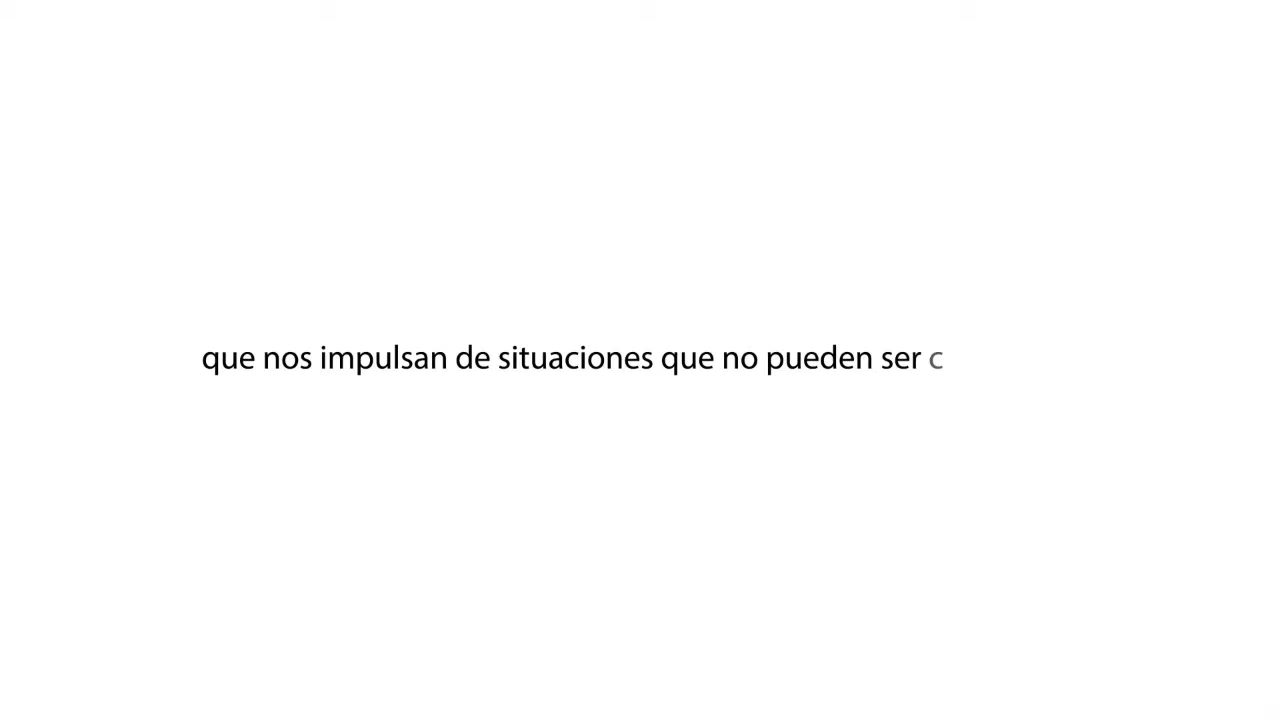 que nos impulsan de situaciones que no pueden ser c